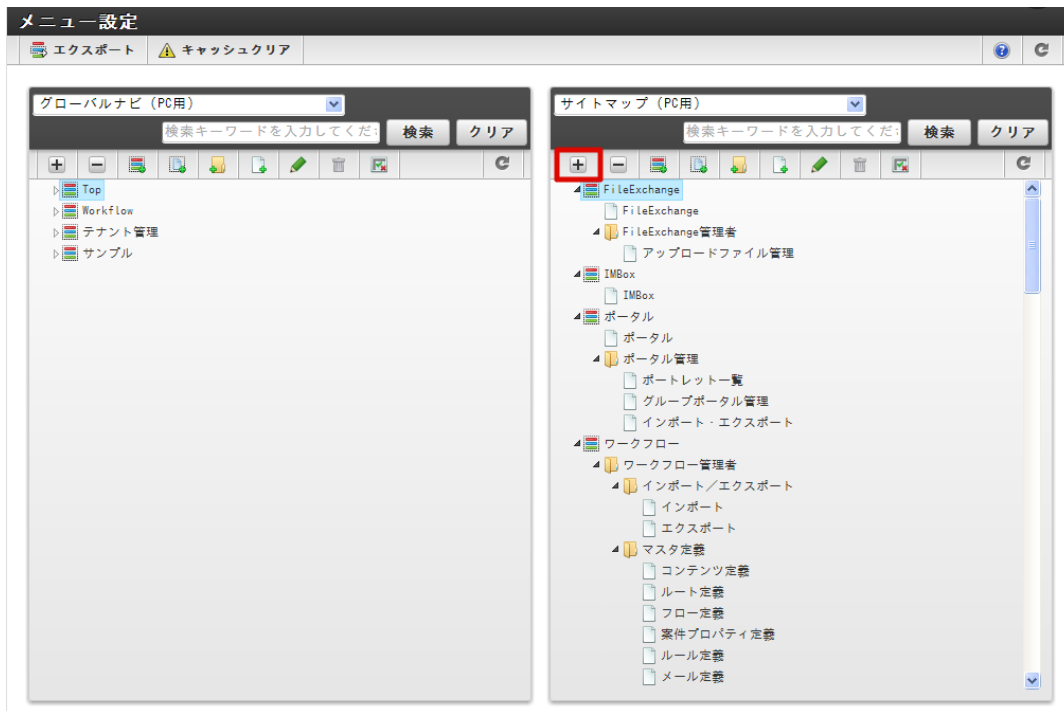 メニュー設定
エクスポート キャッシュクリア
グローバルナビ（PC用）
検索キーワードを入力してくだ 検索 クリア
Top
Workflow
テナント管理
サンプル
サイトマップ（PC用）
検索キーワードを入力してくだ 検索 クリア
FileExchange
FileExchange
FileExchange管理者
アップロードファイル管理
IMBox
IMBox
ポータル
ポータル
ポータル管理
ポートレット一覧
グループポータル管理
インポート・エクスポート
ワークフロー
ワークフロー管理者
インポート／エクスポート
インポート
エクスポート
マスタ定義
コンテンツ定義
ルート定義
フロー定義
案件プロパティ定義
ルール定義
メール定義